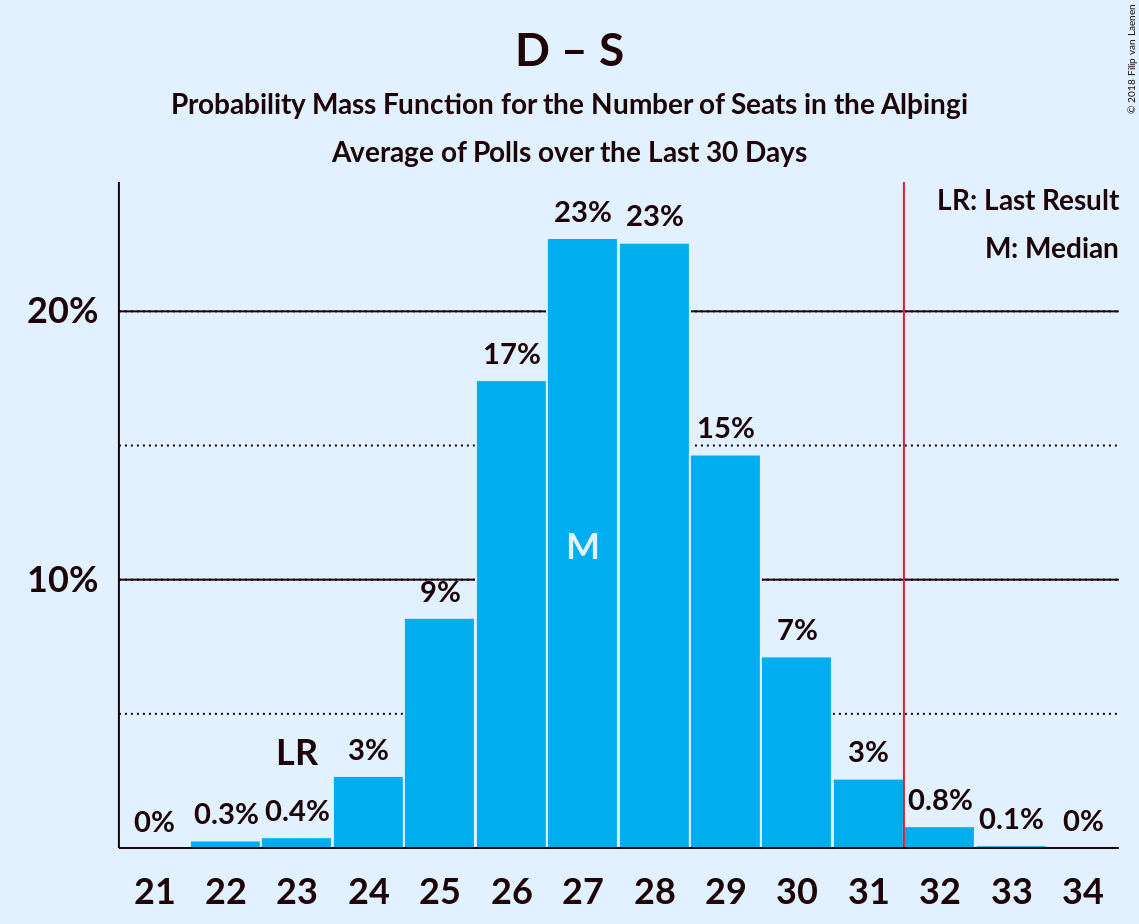 D – S
Probability Mass Function for the Number of Seats in the Alþingi
Average of Polls over the Last 30 Days
© 2018 Filip van Laenen
LR: Last Result
M: Median
20%
10%
0%
0.3%
0.4%
LR
3%
9%
17%
23%
M
23%
15%
7%
3%
0.8%
0.1%
0%
21 22 23 24 25 26 27 28 29 30 31 32 33 34